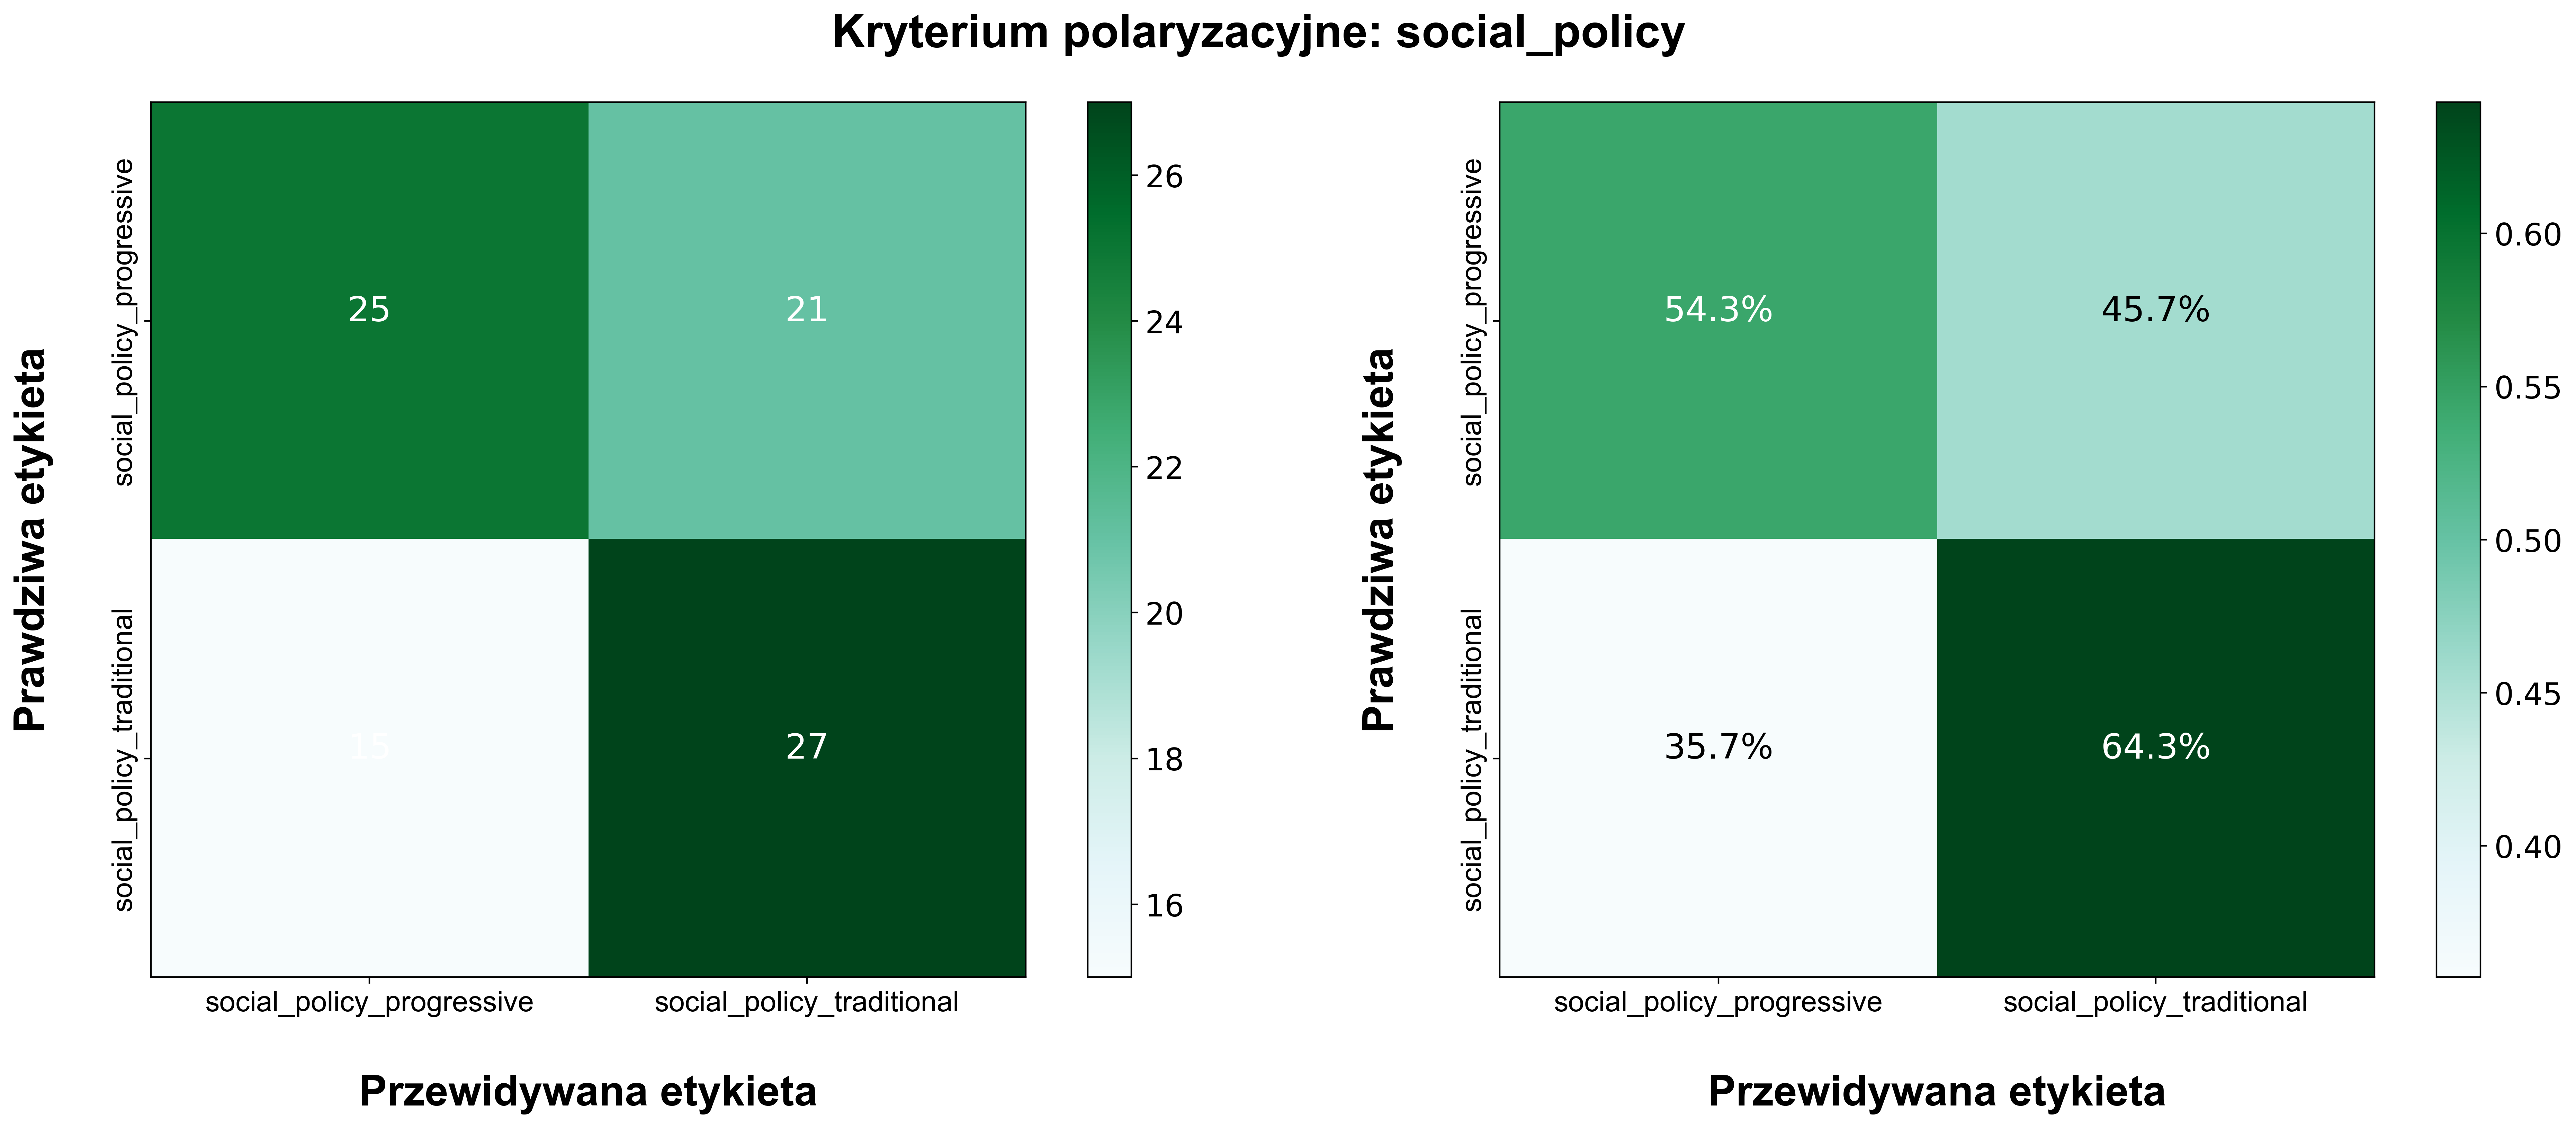 Kryterium polaryzacyjne: social_policy
Prawdziwa etykieta
social_policy_progressive
social_policy_traditional
25
21
15
27
social_policy_progressive
social_policy_traditional
Przewidywana etykieta
26
24
22
20
18
16
Prawdziwa etykieta
social_policy_progressive
social_policy_traditional
54.3%
45.7%
35.7%
64.3%
social_policy_progressive
social_policy_traditional
Przewidywana etykieta
0.60
0.55
0.50
0.45
0.40